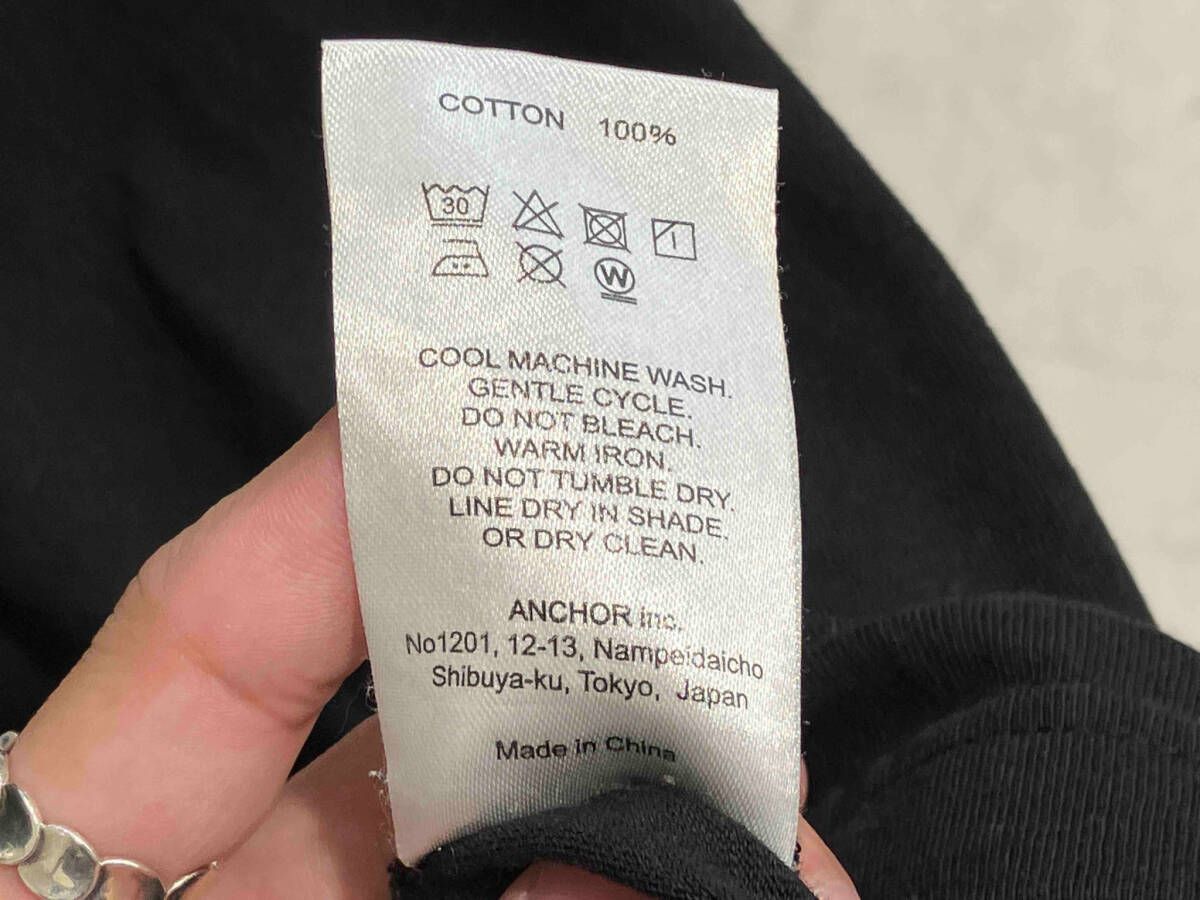 COTTON 100%
30
W
COOL MACHINE WASH.
GENTLE CYCLE.
DO NOT BLEACH.
WARM IRON.
DO NOT TUMBLE DRY.
LINE DRY IN SHADE.
OR DRY CLEAN.
ANCHOR inc.
No1201, 12-13, Nampeidaicho
Shibuya-ku, Tokyo, Japan
Made in China